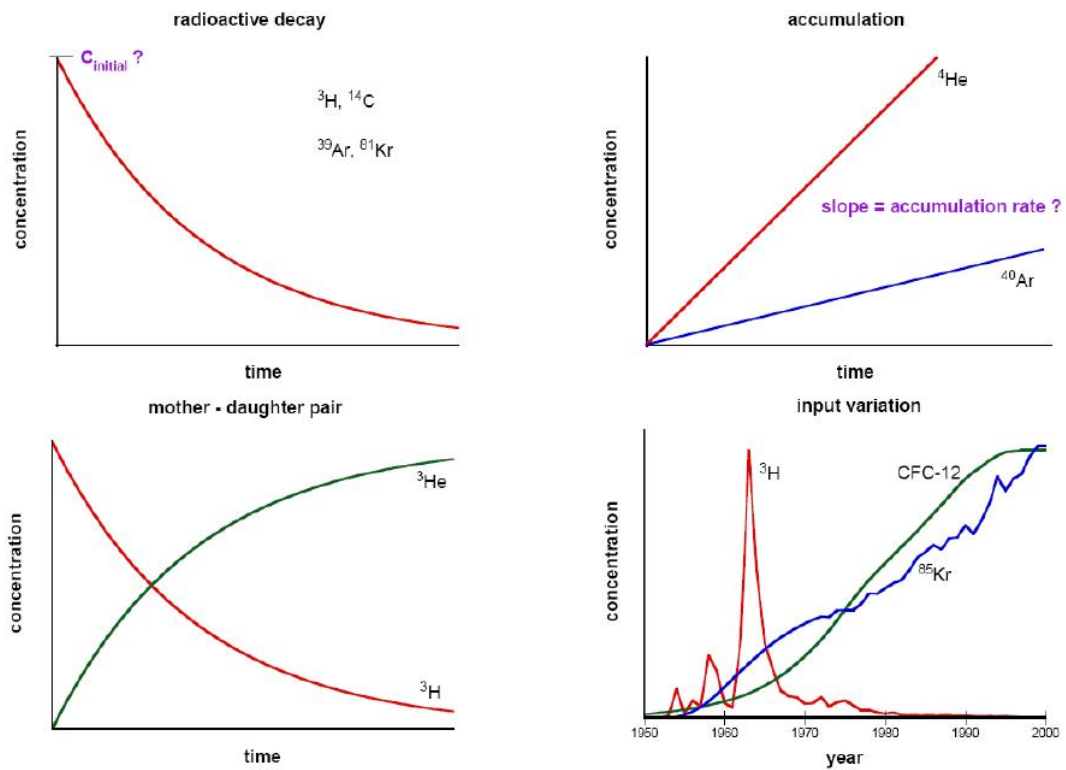 radioactive decay
C_initial ?
³H, ¹⁴C
³⁹Ar, ⁸¹Kr
concentration
time
accumulation
⁴He
slope = accumulation rate ?
⁴⁰Ar
concentration
time
mother - daughter pair
³He
³H
concentration
time
input variation
³H
CFC-12
⁸⁵Kr
concentration
1950 1960 1970 1980 1990 2000
year